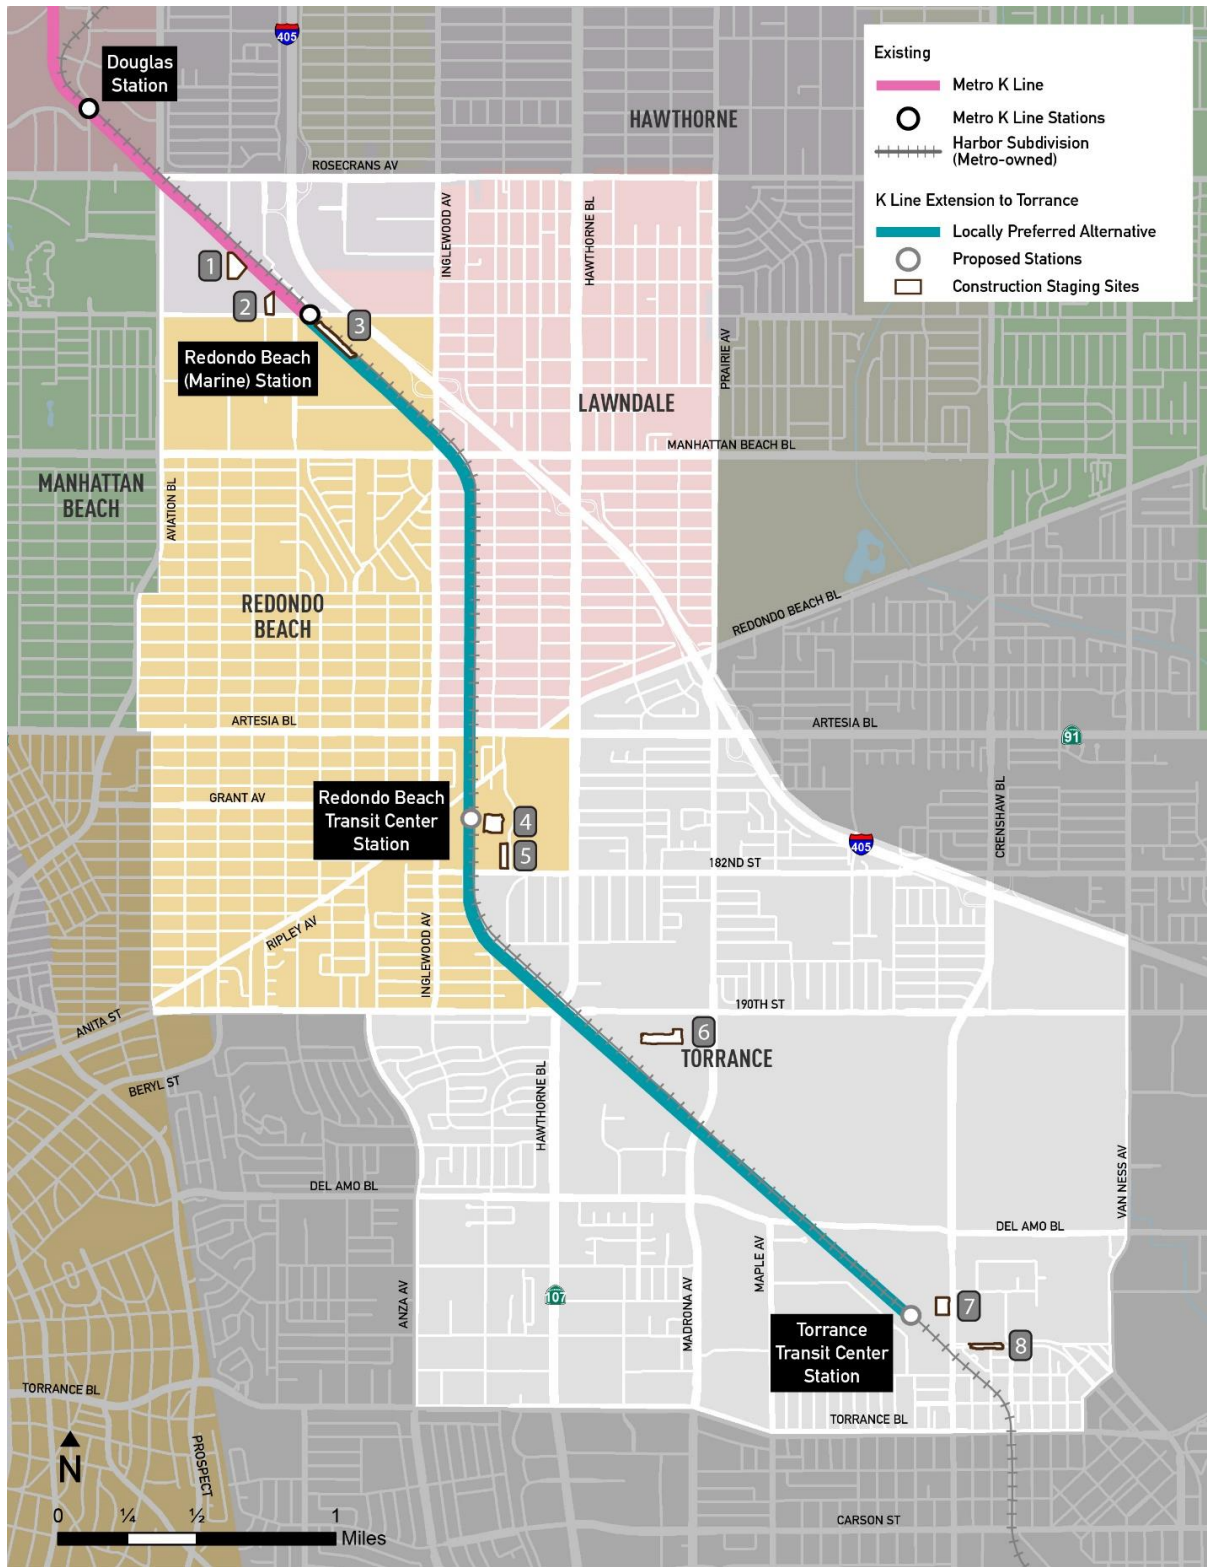 405
Douglas
Station
HAWTHORNE
Existing
Metro K Line
Metro K Line Stations
Harbor Subdivision
(Metro-owned)
K Line Extension to Torrance
Locally Preferred Alternative
Proposed Stations
Construction Staging Sites
ROSECRANS AV
INGLEWOOD AV
HAWTHORNE BL
1
2
3
Redondo Beach
(Marine) Station
PRAIRIE AV
LAWNDALE
MANHATTAN BEACH BL
MANHATTAN
BEACH
AVIATION BL
REDONDO
BEACH
REDONDO BEACH BL
ARTESIA BL
ARTESIA BL
91
GRANT AV
Redondo Beach
Transit Center
Station
4
5
405
CRENSHAW BL
182ND ST
RIPLEY AV
INGLEWOOD AV
190TH ST
ANITA ST
6
TORRANCE
BERYL ST
HAWTHORNE BL
DEL AMO BL
VAN NESS AV
DEL AMO BL
MAPLE AV
ANZA AV
107
MADRONA AV
7
8
Torrance
Transit Center
Station
TORRANCE BL
TORRANCE BL
PROSPECT
N
0 ¼ ½ 1
Miles
CARSON ST